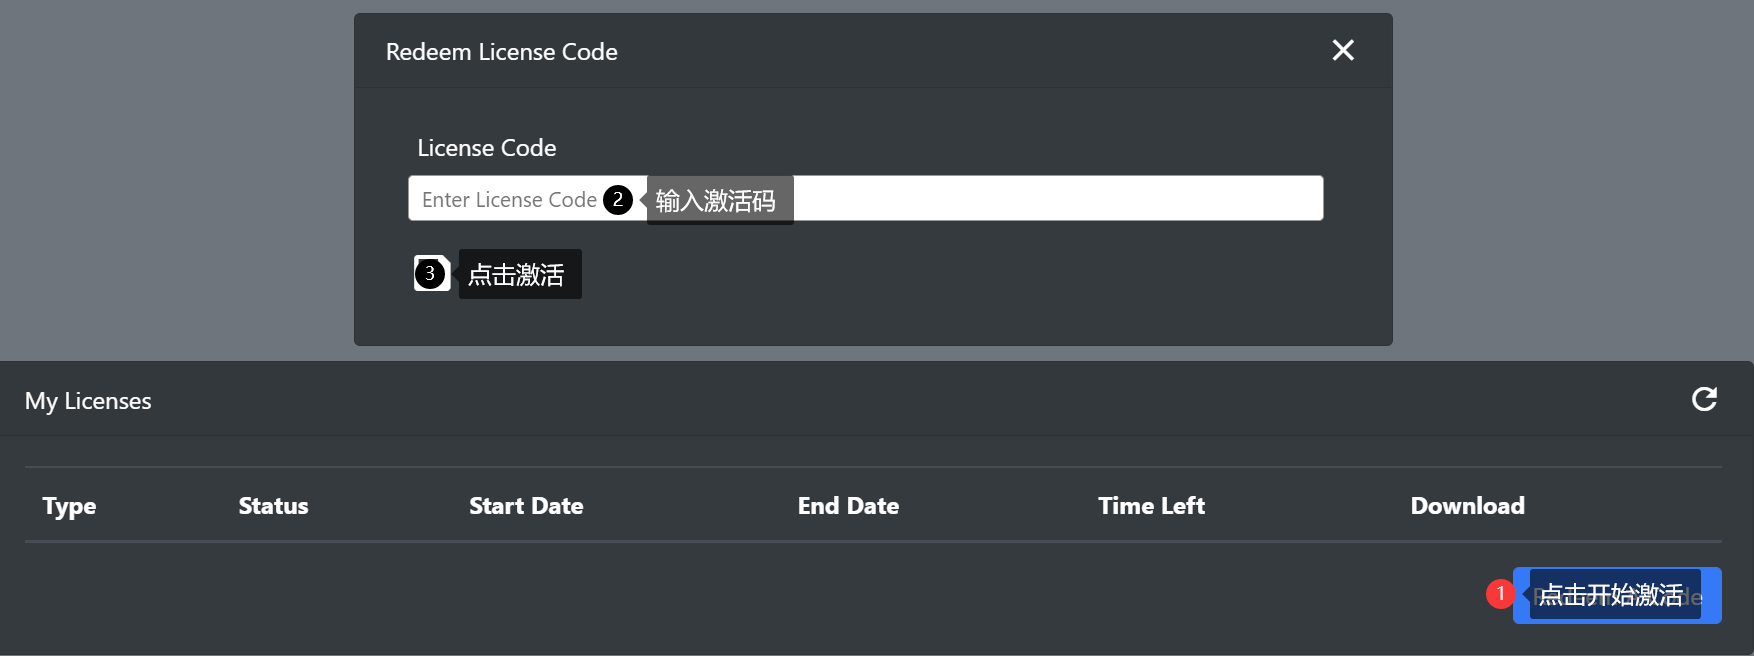 Redeem License Code
License Code
Enter License Code 2 输入激活码
3 点击激活
My Licenses
Type Status Start Date End Date Time Left Download
1 点击开始激活